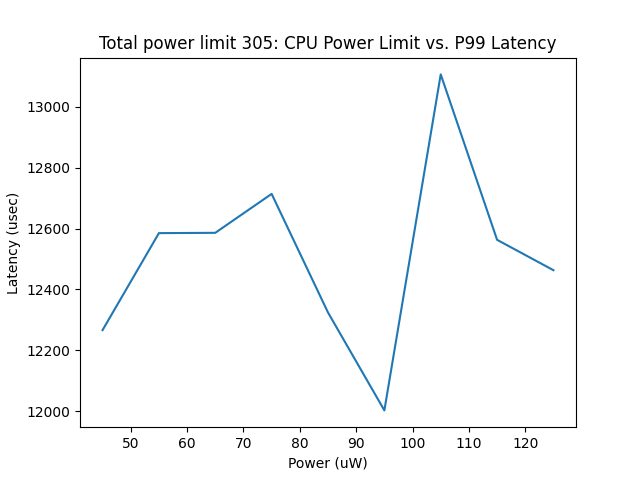 Total power limit 305: CPU Power Limit vs. P99 Latency
13000
12800
12600
12400
12200
12000
Latency (usec)
50 60 70 80 90 100 110 120
Power (uW)